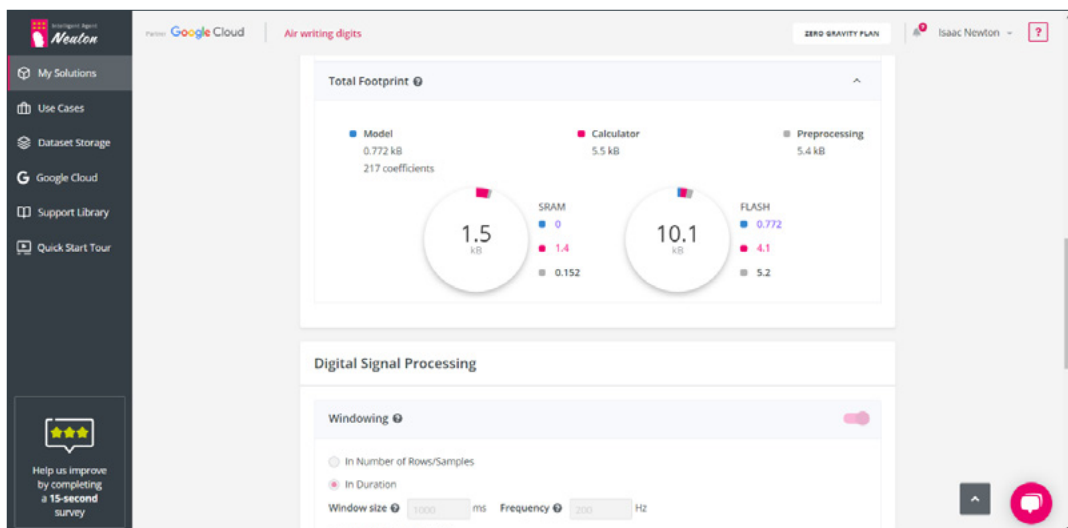 Intelligent Agent
Neuton
Partner Google Cloud
Air writing digits
ZERO GRAVITY PLAN
Isaac Newton
?
My Solutions
Use Cases
Dataset Storage
G Google Cloud
Support Library
Quick Start Tour
Help us improve
by completing
a 15-second
survey
Total Footprint ?
Model
0.772 kB
217 coefficients
Calculator
5.5 kB
Preprocessing
5.4 kB
1.5
kB
SRAM
0
1.4
0.152
10.1
kB
FLASH
0.772
4.1
5.2
Digital Signal Processing
Windowing ?
In Number of Rows/Samples
In Duration
Window size ? 1000 ms Frequency ? 200 Hz